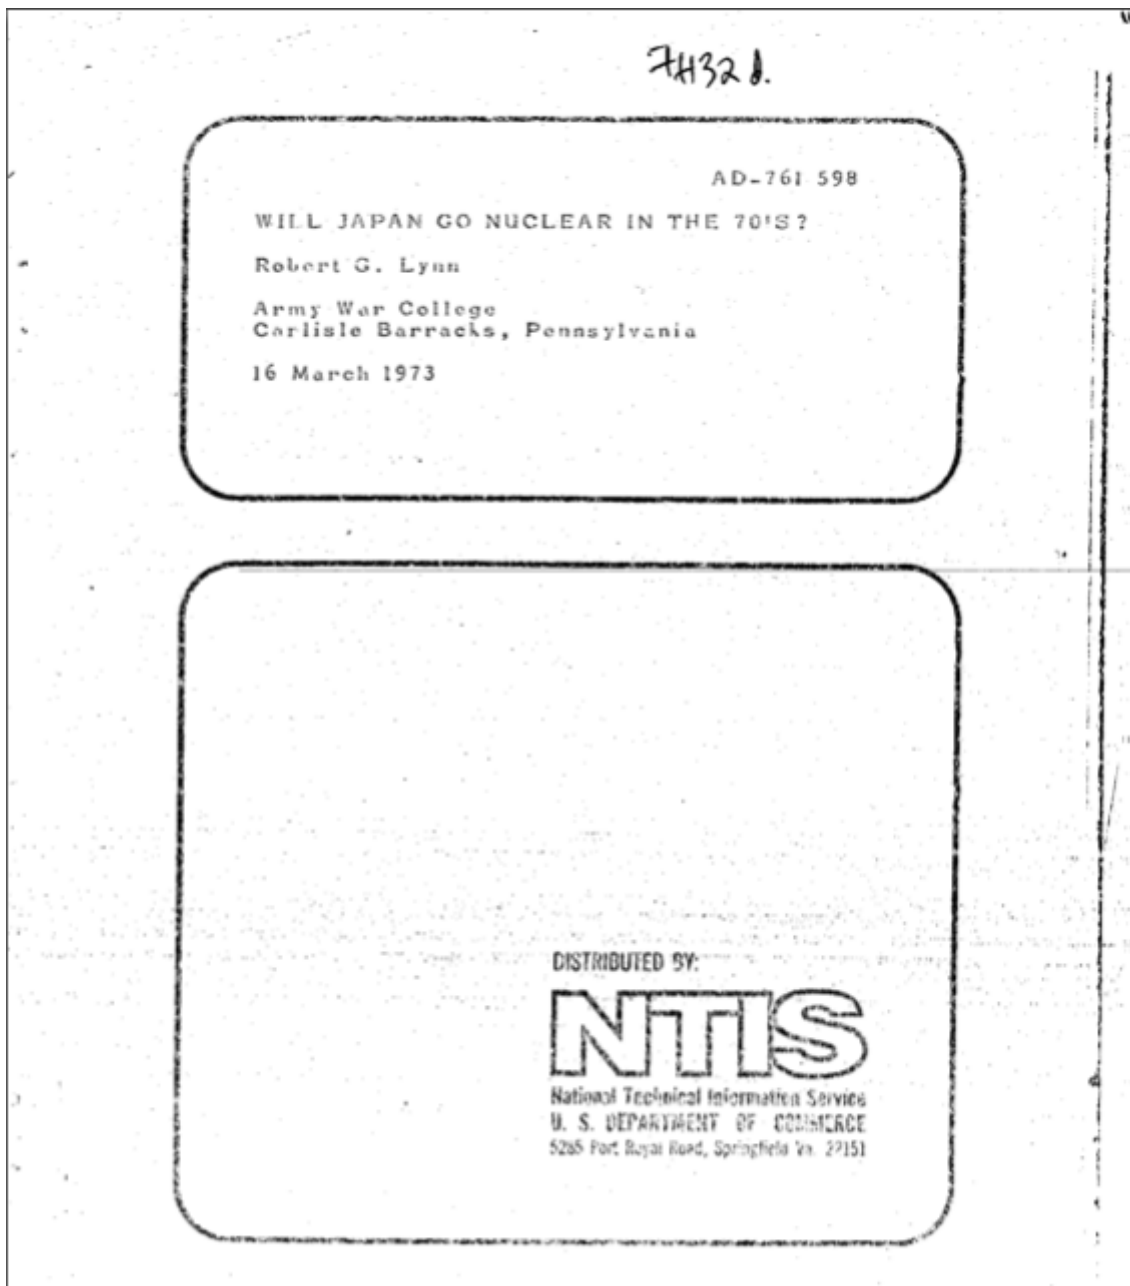 AD-761 598
WILL JAPAN GO NUCLEAR IN THE 70'S?
Robert G. Lynn
Army War College
Carlisle Barracks, Pennsylvania
16 March 1973
DISTRIBUTED BY:
NTIS
National Technical Information Service
U. S. DEPARTMENT OF COMMERCE
5285 Port Royal Road, Springfield Va. 22151